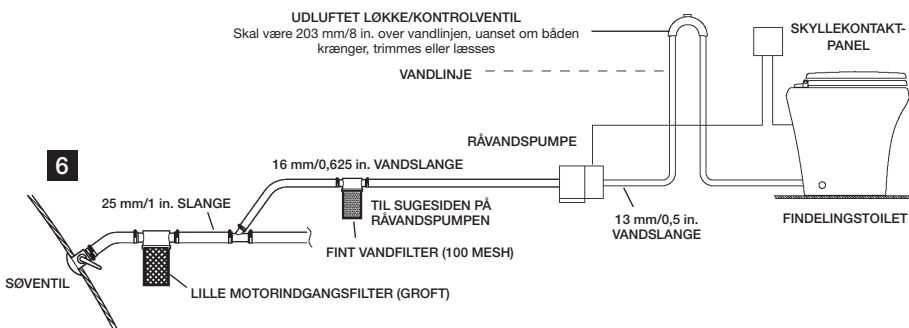 UDLUFTET LØKKE/KONTROLVENTIL
Skal være 203 mm/8 in. over vandlinjen, uanset om båden
krænger, trimmes eller læsses
SKYLLEKONTAKT-
PANEL
VANDLINJE
RÅVANDSPUMPE
6
16 mm/0,625 in. VANDSLANGE
25 mm/1 in. SLANGE
TIL SUGESIDEN PÅ
RÅVANDSPUMPEN
13 mm/0,5 in.
VANDSLANGE
FINDELINGSTOILET
FINT VANDFILTER (100 MESH)
SØVENTIL
LILLE MOTORINDGANGSFILTER (GROFT)